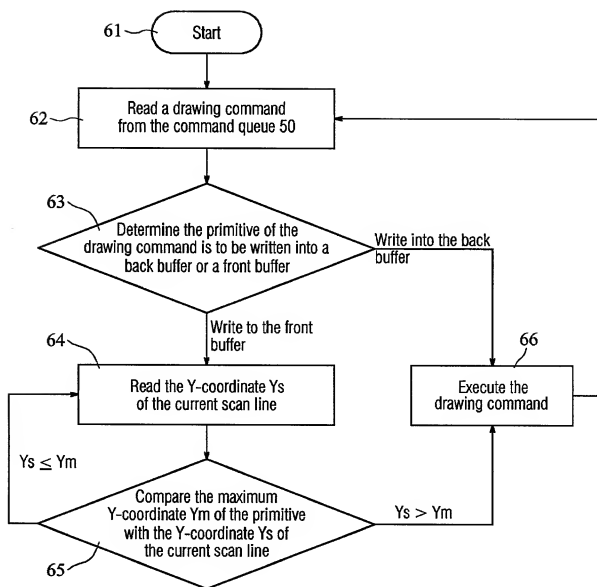 61
Start
62
Read a drawing command
from the command queue 50
63
Determine the primitive of the
drawing command is to be written into a
back buffer or a front buffer
Write into the back
buffer
Write to the front
buffer
64
Read the Y-coordinate Ys
of the current scan line
66
Execute the
drawing command
Ys ≤ Ym
Compare the maximum
Y-coordinate Ym of the primitive
with the Y-coordinate Ys of
the current scan line
Ys > Ym
65